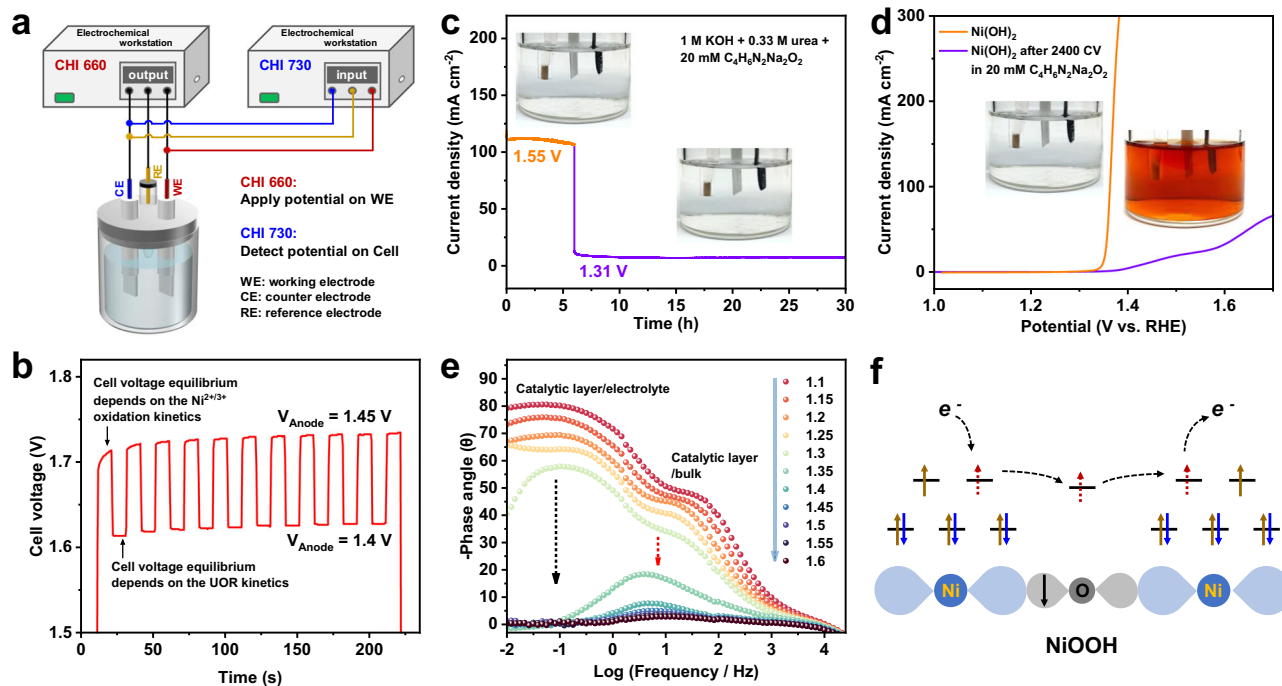 a
Electrochemical
workstation
CHI 660
output
Electrochemical
workstation
CHI 730
input
CE
RE
WE
CHI 660:
Apply potential on WE
CHI 730:
Detect potential on Cell
WE: working electrode
CE: counter electrode
RE: reference electrode
b
Cell voltage (V)
1.8
1.7
1.6
1.5
Cell voltage equilibrium
depends on the Ni²⁺/³⁺
oxidation kinetics
V_Anode = 1.45 V
V_Anode = 1.4 V
Cell voltage equilibrium
depends on the UOR kinetics
0 50 100 150 200
Time (s)
c
Current density (mA cm⁻²)
200
150
100
50
0
1 M KOH + 0.33 M urea +
20 mM C₄H₆N₂Na₂O₂
1.55 V
1.31 V
0 5 10 15 20 25 30
Time (h)
d
Current density (mA cm⁻²)
300
200
100
0
Ni(OH)₂
Ni(OH)₂ after 2400 CV
in 20 mM C₄H₆N₂Na₂O₂
1.0 1.2 1.4 1.6
Potential (V vs. RHE)
e
-Phase angle (θ)
90
80
70
60
50
40
30
20
10
0
Catalytic layer/electrolyte
Catalytic layer
/bulk
1.1
1.15
1.2
1.25
1.3
1.35
1.4
1.45
1.5
1.55
1.6
-2 -1 0 1 2 3 4
Log (Frequency / Hz)
f
e⁻ e⁻
Ni O Ni
NiOOH